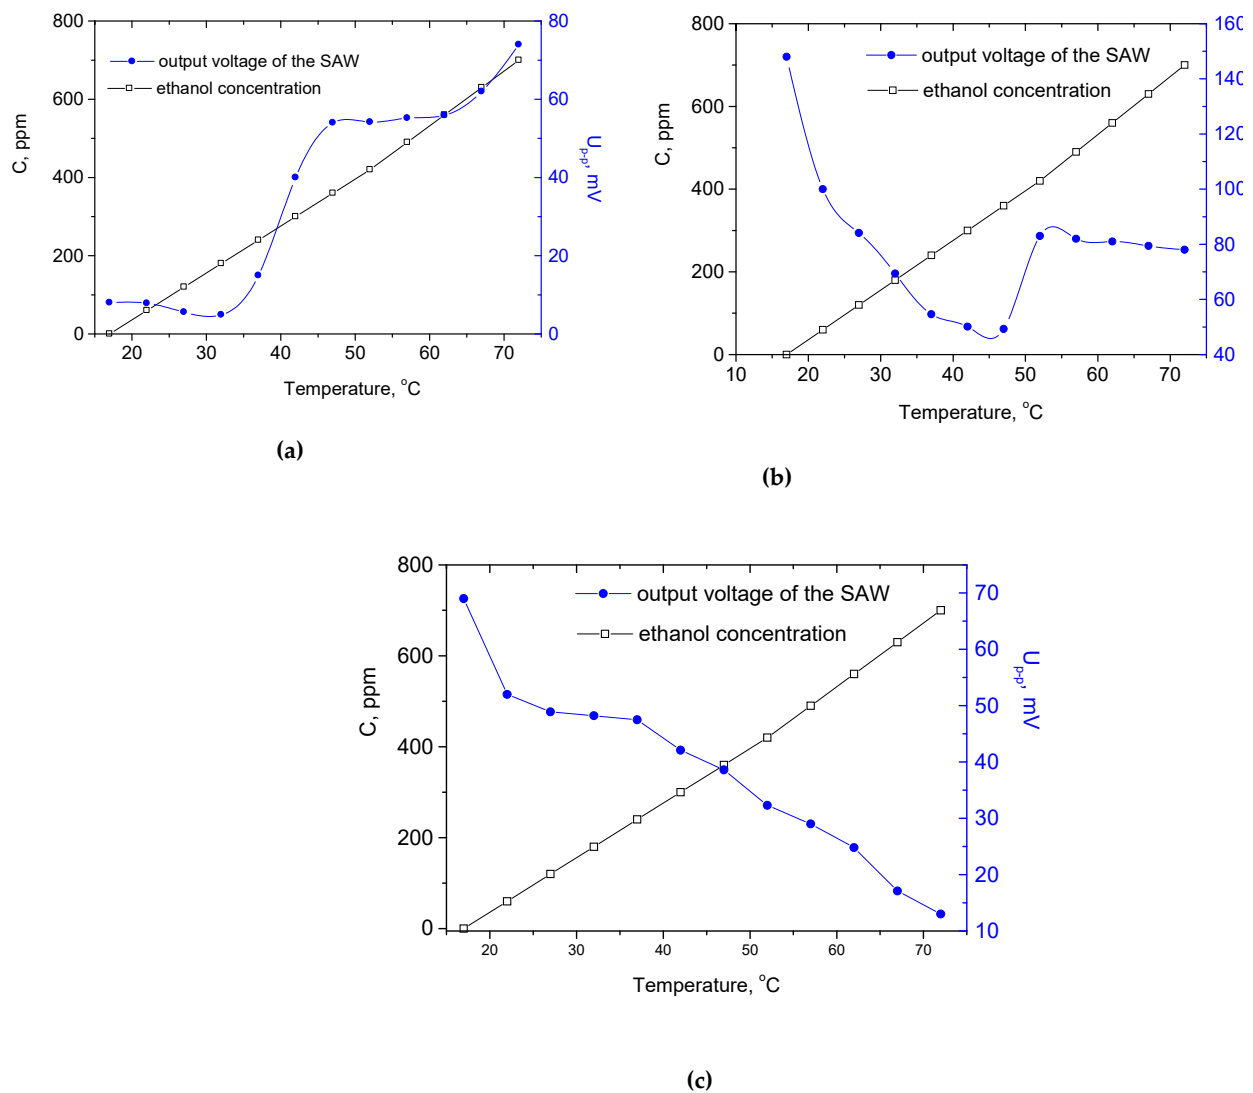 800
600
400
200
0
C, ppm
output voltage of the SAW
ethanol concentration
80
60
40
20
0
U p-p, mV
20 30 40 50 60 70
Temperature, °C
(a)
800
600
400
200
0
C, ppm
output voltage of the SAW
ethanol concentration
160
140
120
100
80
60
40
10 20 30 40 50 60 70
Temperature, °C
(b)
800
600
400
200
0
C, ppm
output voltage of the SAW
ethanol concentration
70
60
50
40
30
20
10
U p-p, mV
20 30 40 50 60 70
Temperature, °C
(c)